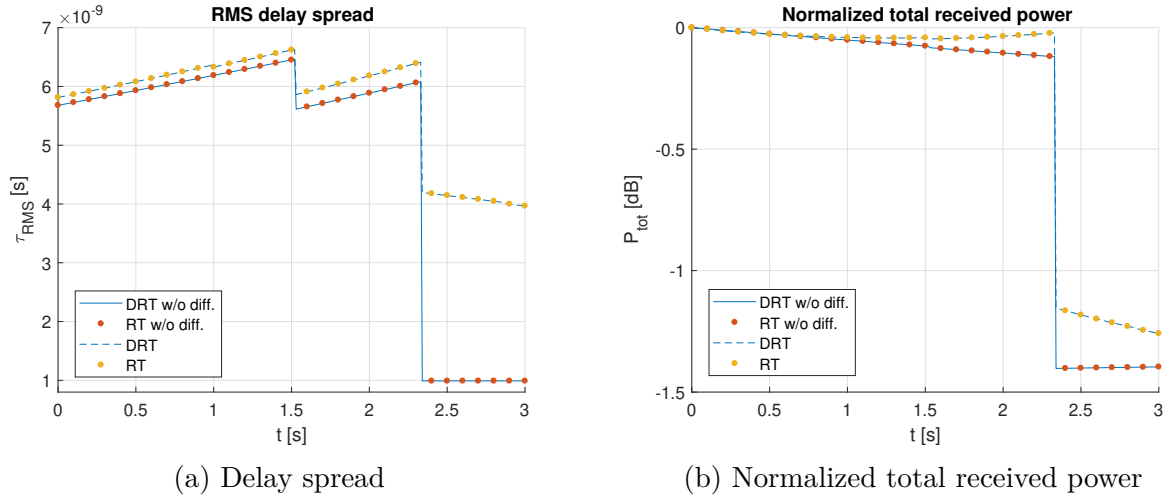 RMS delay spread
×10⁻⁹
7
6
5
4
3
2
1
τRMS [s]
DRT w/o diff.
RT w/o diff.
DRT
RT
0 0.5 1 1.5 2 2.5 3
t [s]
(a) Delay spread
Normalized total received power
0
-0.5
-1
-1.5
Ptot [dB]
DRT w/o diff.
RT w/o diff.
DRT
RT
0 0.5 1 1.5 2 2.5 3
t [s]
(b) Normalized total received power